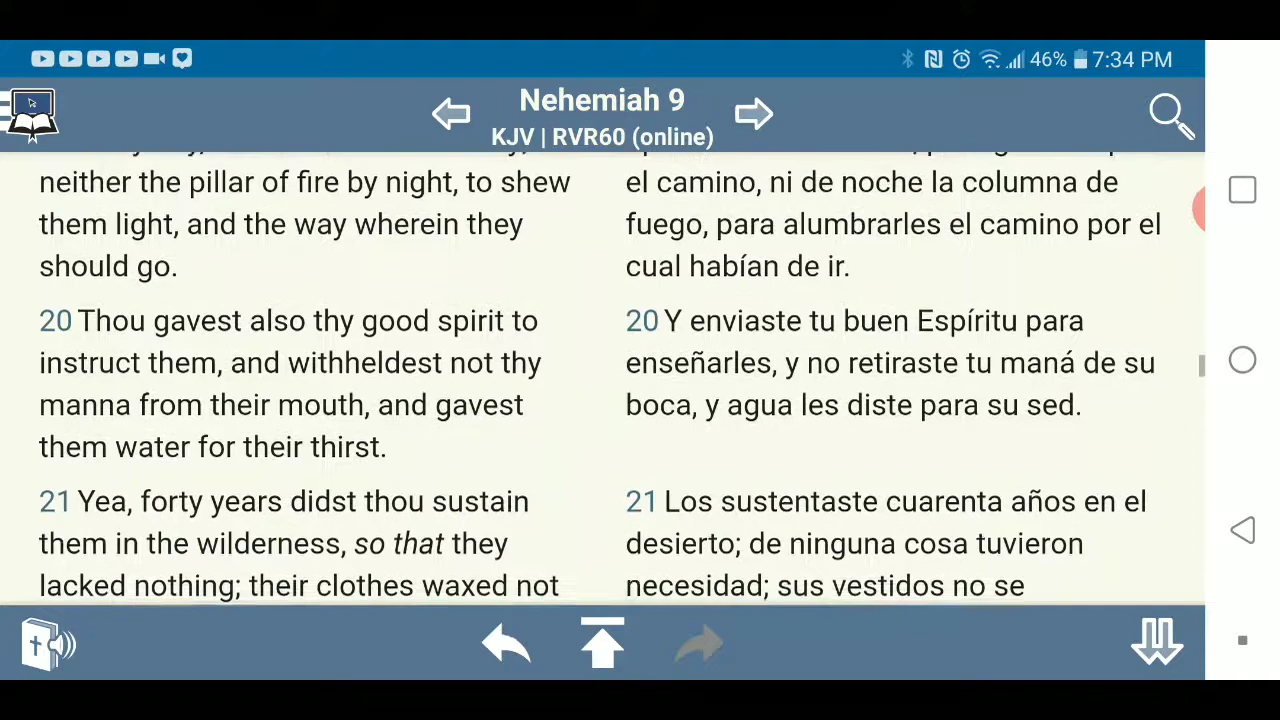 46% 7:34 PM
Nehemiah 9
KJV | RVR60 (online)
neither the pillar of fire by night, to shew
them light, and the way wherein they
should go.
20 Thou gavest also thy good spirit to
instruct them, and withheldest not thy
manna from their mouth, and gavest
them water for their thirst.
21 Yea, forty years didst thou sustain
them in the wilderness, so that they
lacked nothing; their clothes waxed not
el camino, ni de noche la columna de
fuego, para alumbrarles el camino por el
cual habían de ir.
20 Y enviaste tu buen Espíritu para
enseñarles, y no retiraste tu maná de su
boca, y agua les diste para su sed.
21 Los sustentaste cuarenta años en el
desierto; de ninguna cosa tuvieron
necesidad; sus vestidos no se